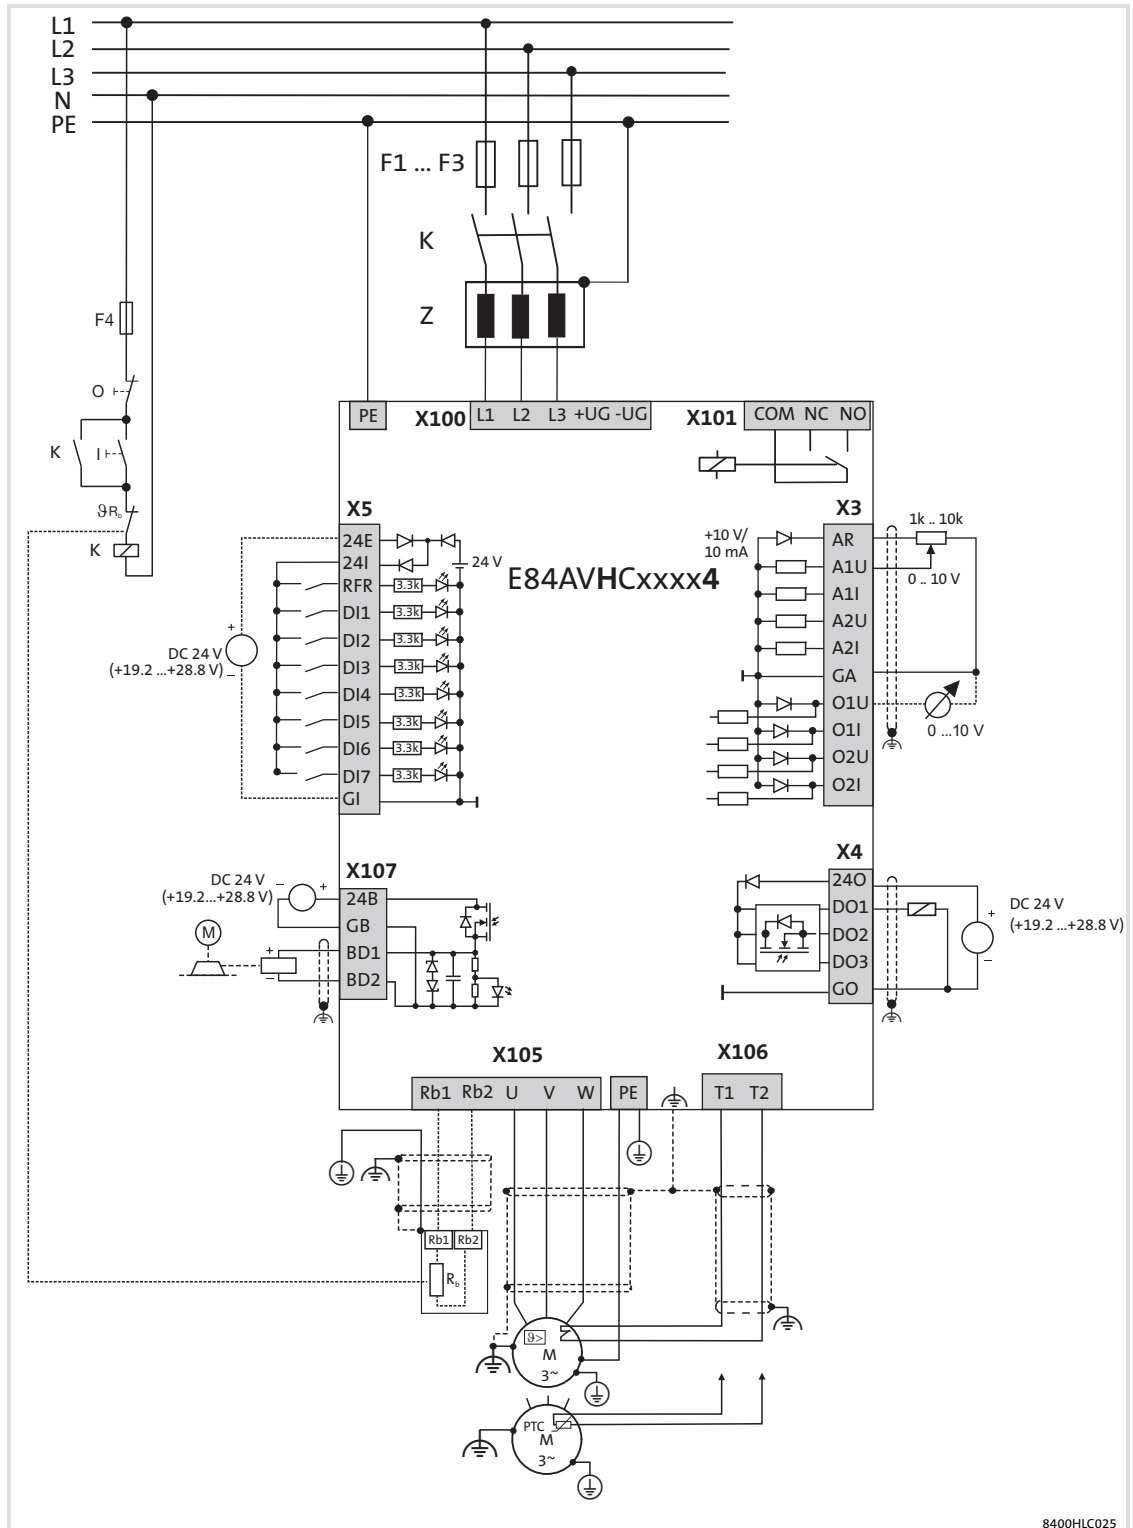 L1
L2
L3
N
PE
F1 ... F3
K
Z
F4
O
K
I
ϑRb
K
PE
X100
L1 L2 L3 +UG -UG
X101
COM NC NO
X5
24E
24I
RFR
DI1
DI2
DI3
DI4
DI5
DI6
DI7
GI
3.3k
3.3k
3.3k
3.3k
3.3k
3.3k
3.3k
3.3k
24 V
+
DC 24 V
(+19.2 ...+28.8 V)
–
E84AVHCxxxx4
X3
+10 V/
10 mA
AR
A1U
A1I
A2U
A2I
GA
O1U
O1I
O2U
O2I
1k .. 10k
0 .. 10 V
0 ...10 V
X107
DC 24 V
(+19.2...+28.8 V)
–
+
24B
GB
BD1
BD2
M
+
–
X4
24O
DO1
DO2
DO3
GO
DC 24 V
(+19.2 ...+28.8 V)
+
–
X105
Rb1 Rb2 U V W
PE
X106
T1 T2
Rb1 Rb2
Rb
ϑ>
M
3~
PTC
M
3~
8400HLC025